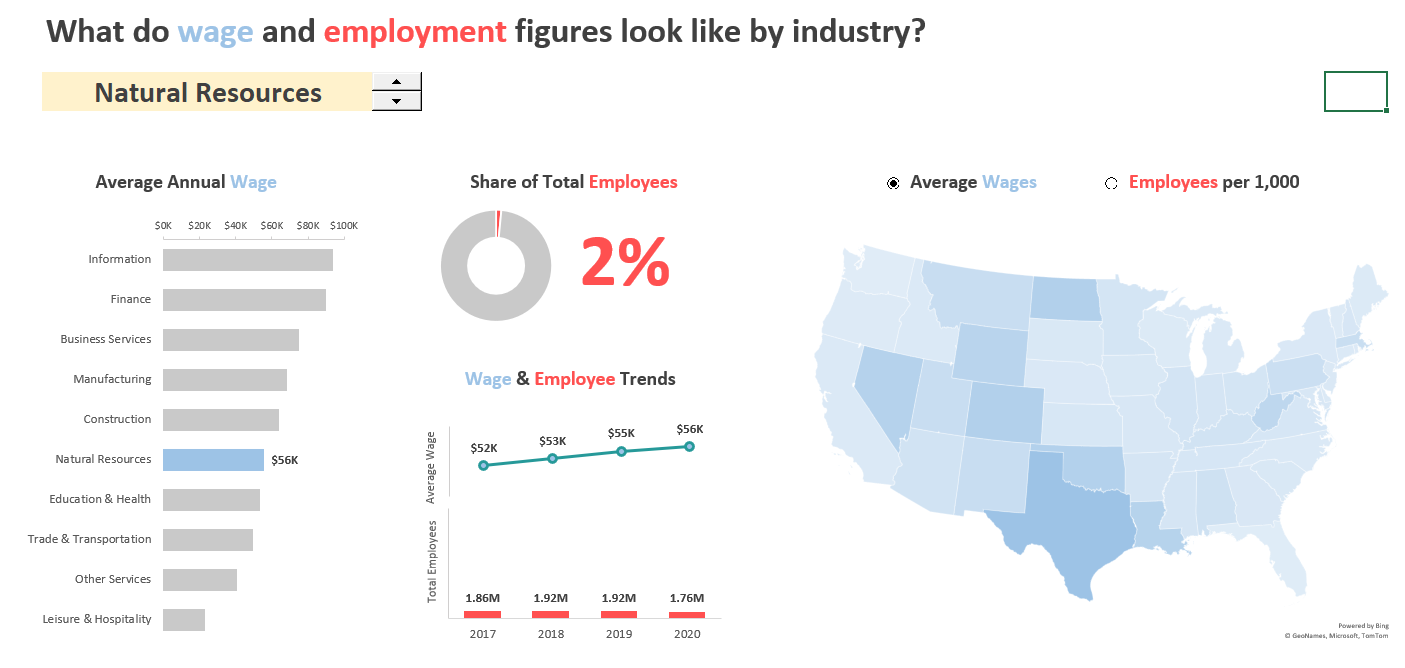 What do wage and employment figures look like by industry?
Natural Resources
Average Annual Wage
$0K $20K $40K $60K $80K $100K
Information
Finance
Business Services
Manufacturing
Construction
Natural Resources $56K
Education & Health
Trade & Transportation
Other Services
Leisure & Hospitality
Share of Total Employees
2%
Wage & Employee Trends
Average Wage
$52K $53K $55K $56K
Total Employees
1.86M 1.92M 1.92M 1.76M
2017 2018 2019 2020
Average Wages
Employees per 1,000
Powered by Bing
© GeoNames, Microsoft, TomTom